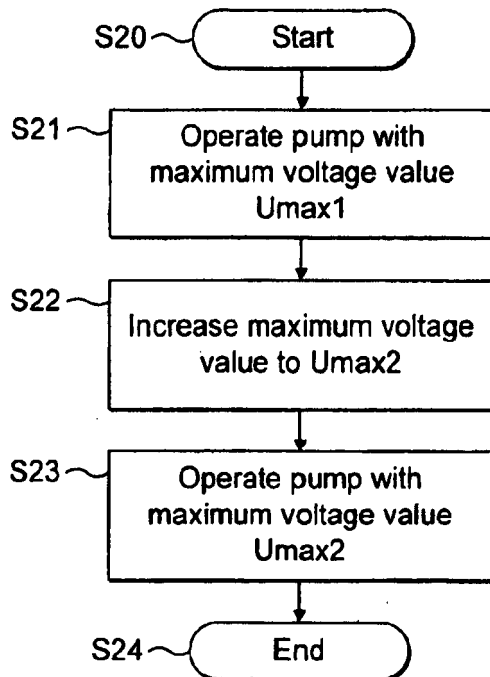 S20 Start
S21 Operate pump with
maximum voltage value
Umax1
S22 Increase maximum voltage
value to Umax2
S23 Operate pump with
maximum voltage value
Umax2
S24 End